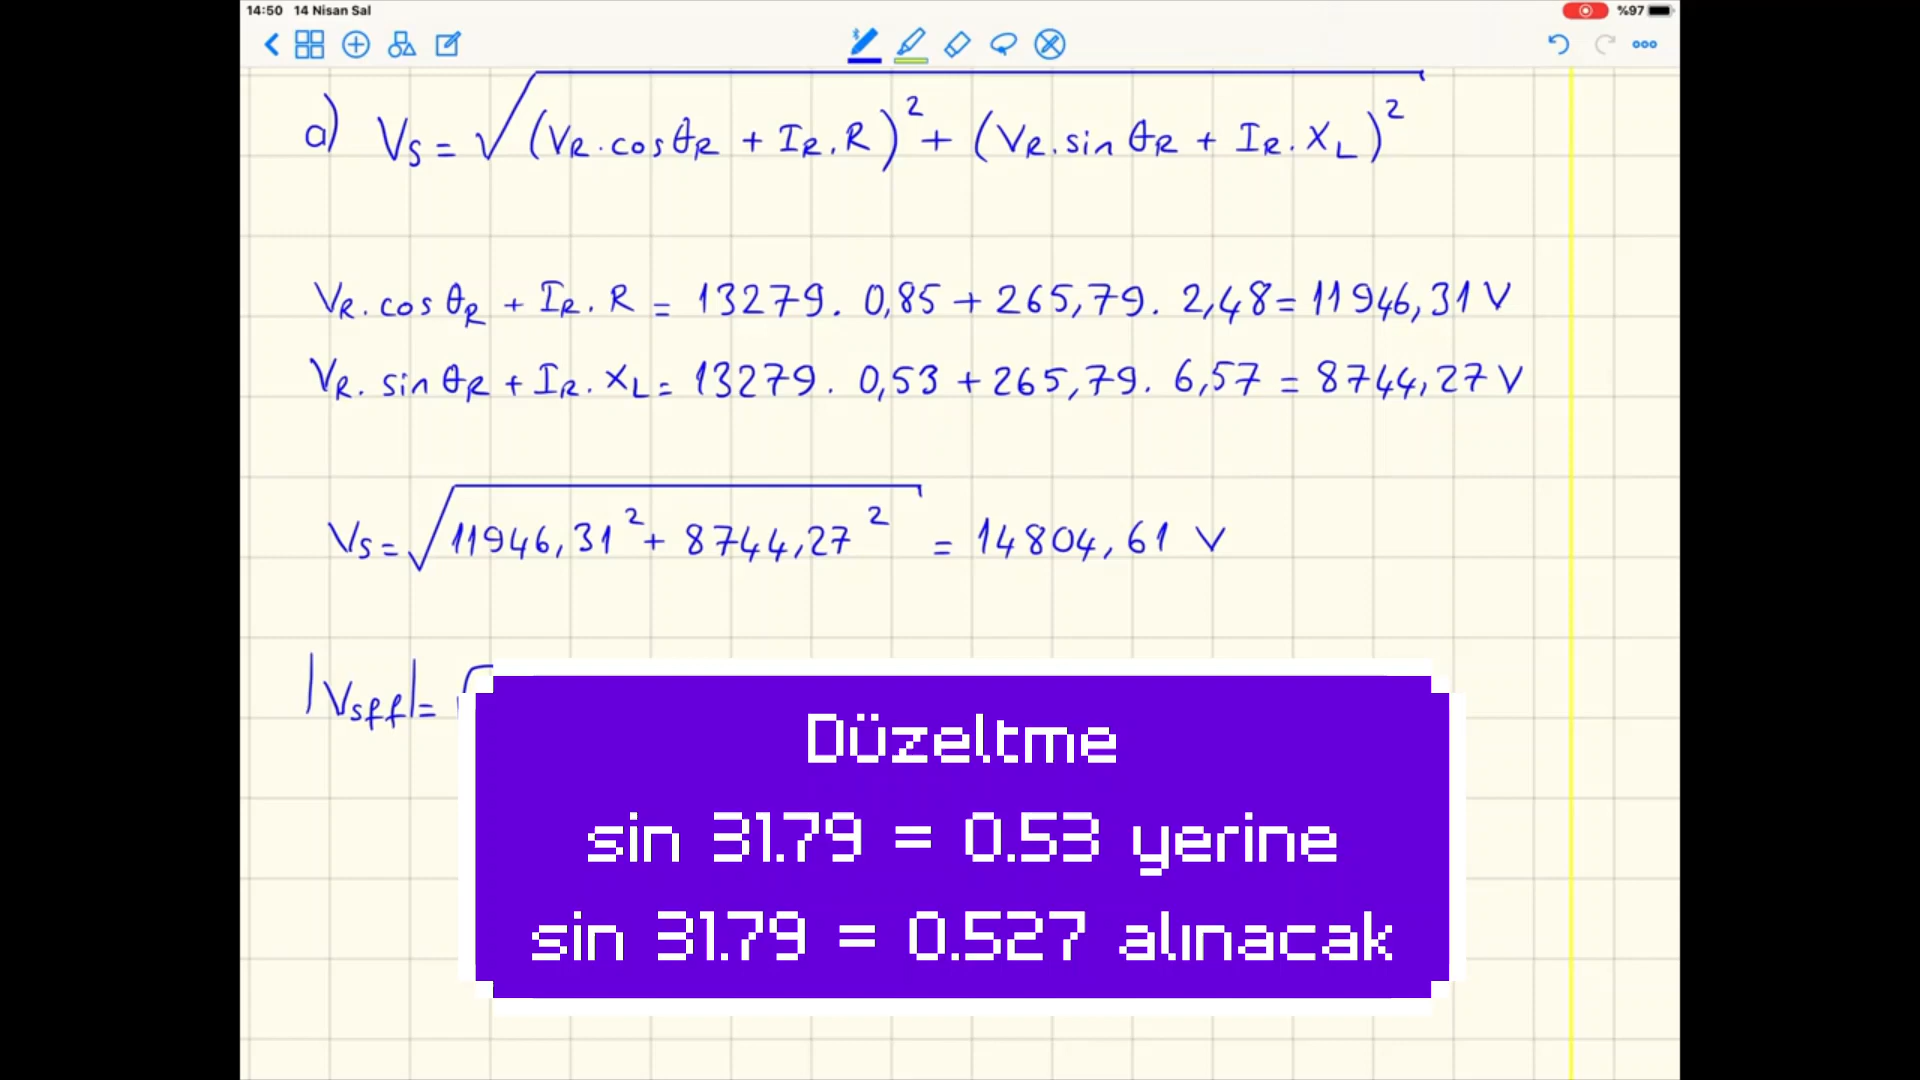 14:50 14 Nisan Sal %97
a) VS = √(VR.cosθR + IR.R)² + (VR.sinθR + IR.XL)²
VR.cosθR + IR.R = 13279. 0,85 + 265,79. 2,48 = 11946,31 V
VR.sinθR + IR.XL = 13279. 0,53 + 265,79. 6,57 = 8744,27 V
VS = √11946,31² + 8744,27² = 14804,61 V
|Vsff| =
Düzeltme
sin 31.79 = 0.53 yerine
sin 31.79 = 0.527 alınacak